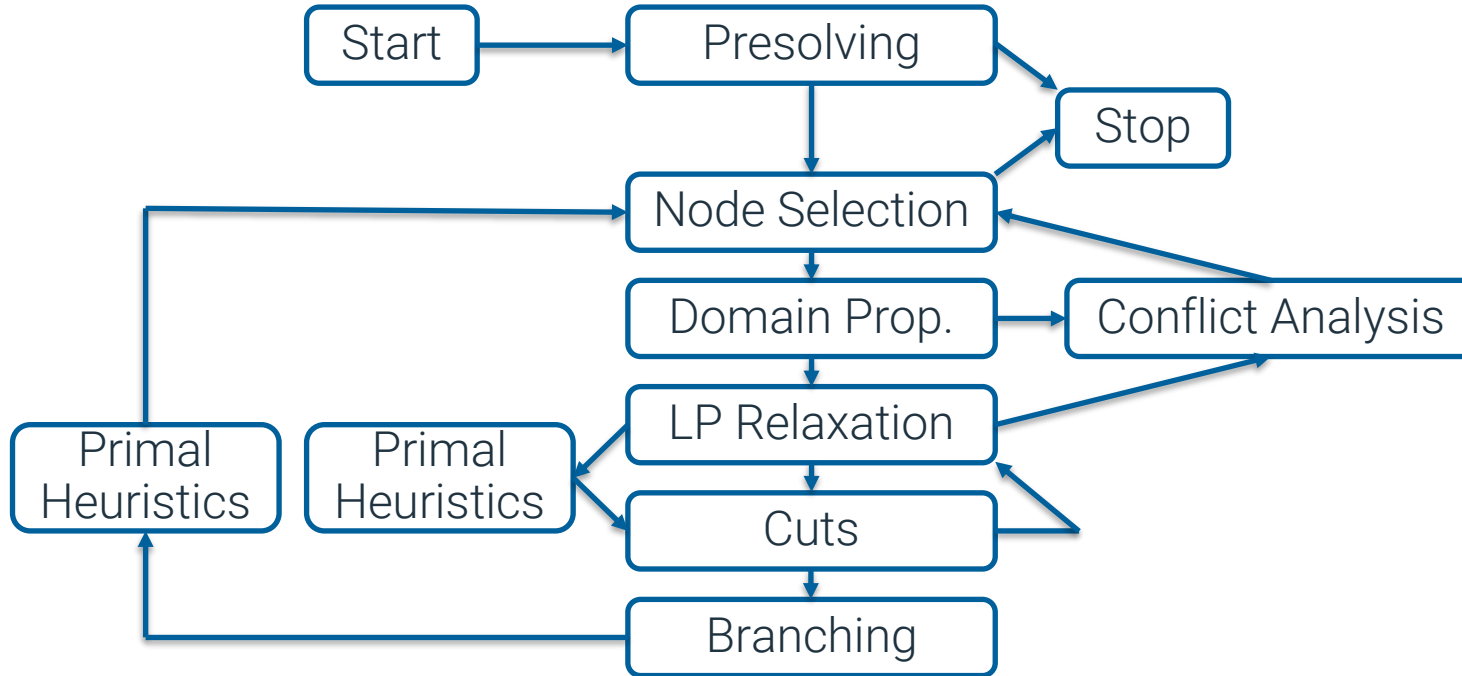 Start
Presolving
Stop
Node Selection
Domain Prop.
Conflict Analysis
LP Relaxation
Primal
Heuristics
Primal
Heuristics
Cuts
Branching